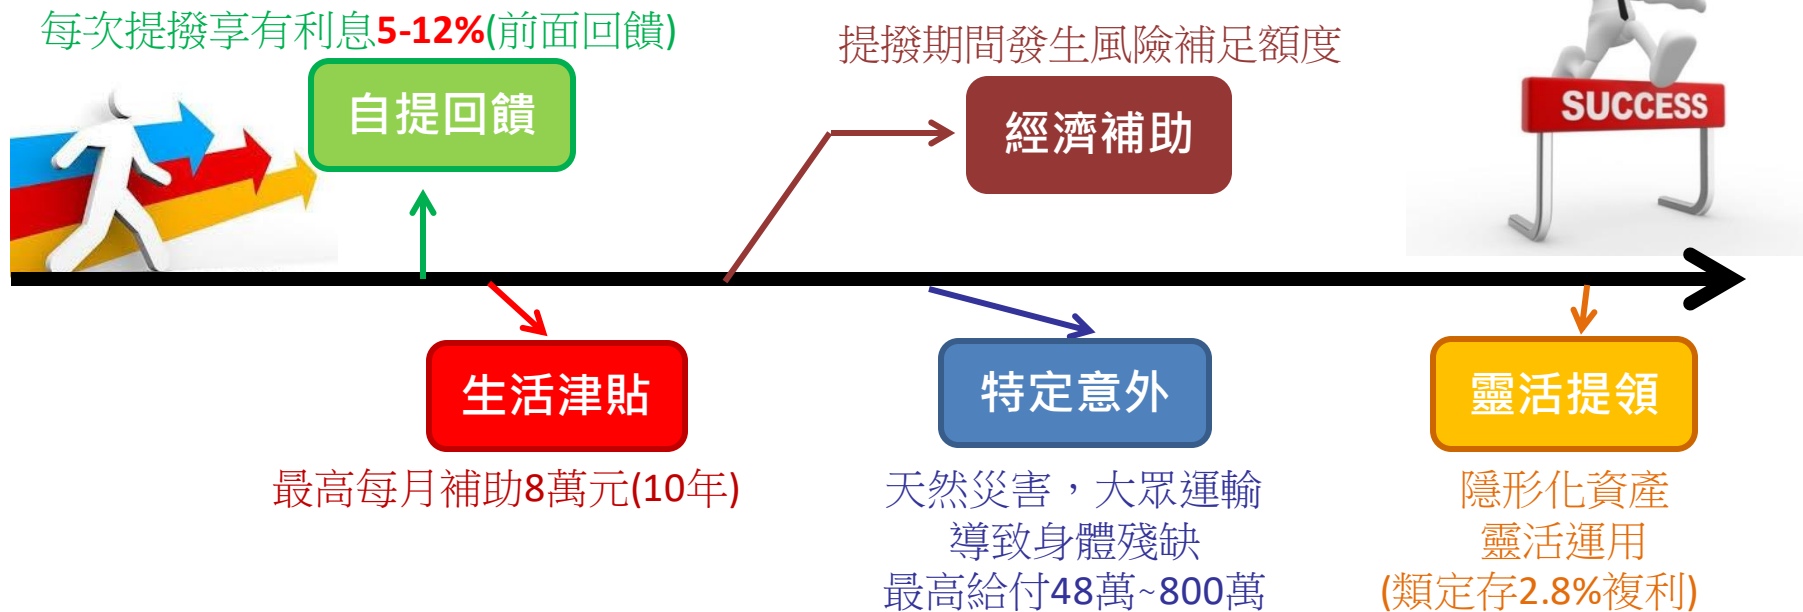 每次提撥享有利息5-12%(前面回饋)
自提回饋
提撥期間發生風險補足額度
經濟補助
SUCCESS
生活津貼
最高每月補助8萬元(10年)
特定意外
天然災害，大眾運輸
導致身體殘缺
最高給付48萬~800萬
靈活提領
隱形化資產
靈活運用
(類定存2.8%複利)